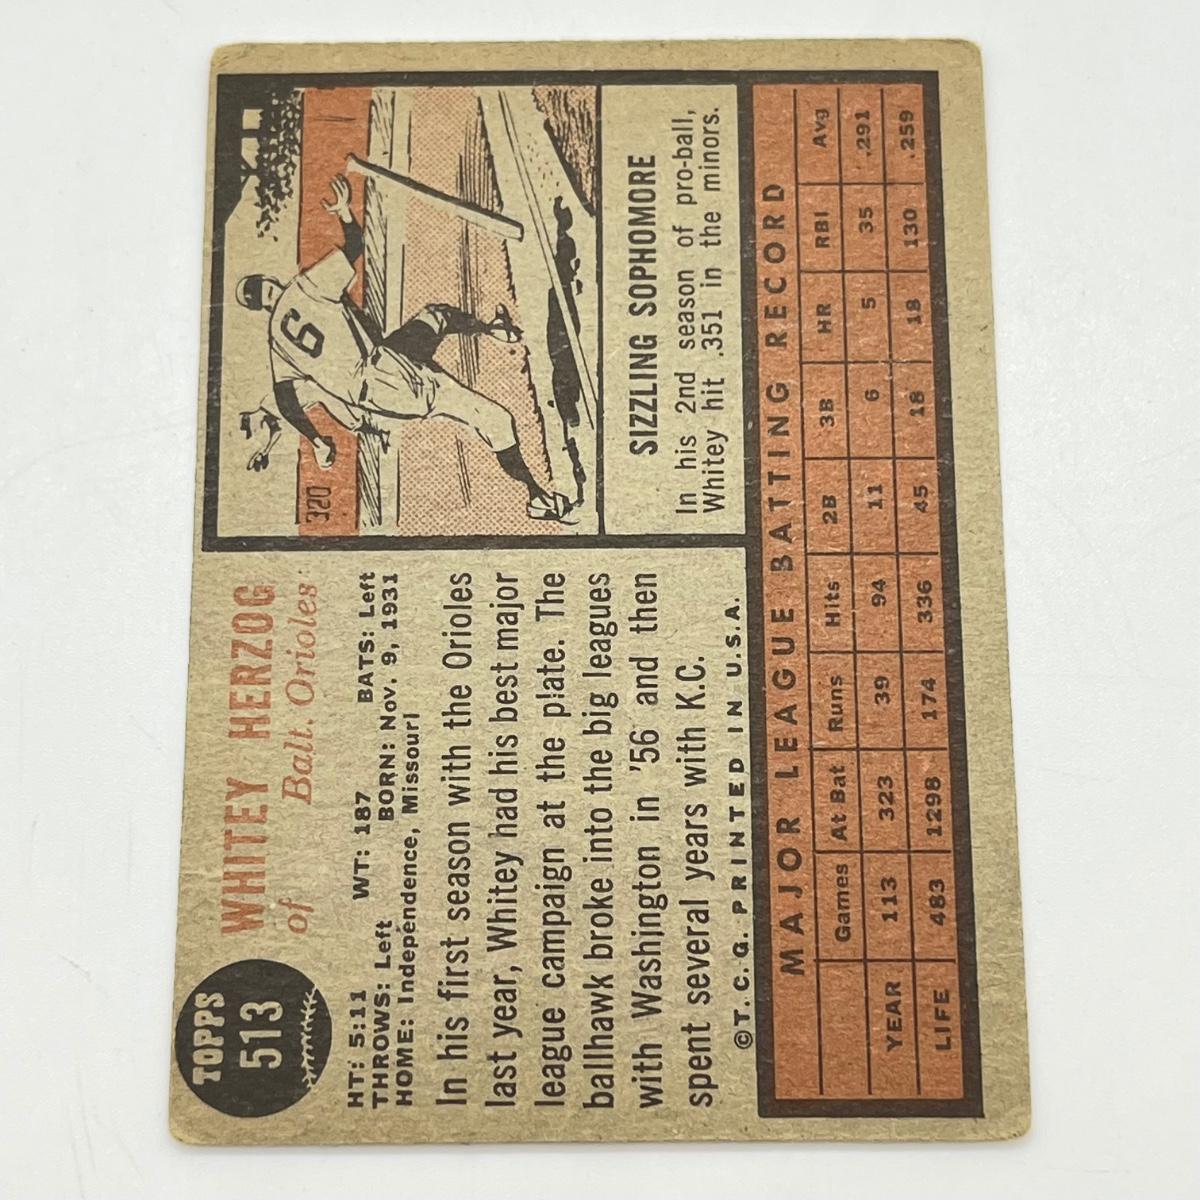 TOPPS
513
WHITEY HERZOG
of Balt. Orioles
HT: 5:11 WT: 187 BATS: Left
THROWS: Left BORN: Nov. 9, 1931
HOME: Independence, Missouri
In his first season with the Orioles
last year, Whitey had his best major
league campaign at the plate. The
ballhawk broke into the big leagues
with Washington in '56 and then
spent several years with K.C.
©T.C.G. PRINTED IN U.S.A.
320
6
SIZZLING SOPHOMORE
In his 2nd season of pro-ball,
Whitey hit .351 in the minors.
MAJOR LEAGUE BATTING RECORD
Games At Bat Runs Hits 2B 3B HR RBI Avg
YEAR 113 323 39 94 11 6 5 35 .291
LIFE 483 1298 174 336 45 18 18 130 .259